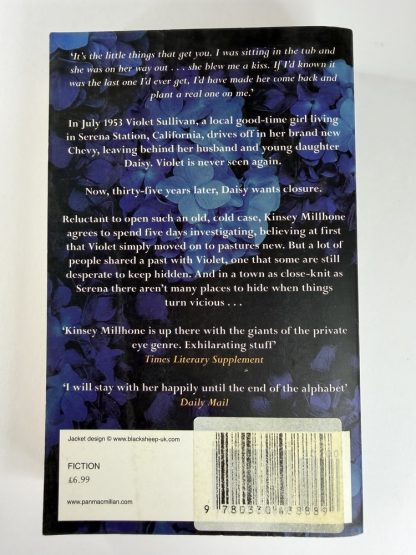 ‘It's the little things that get you. I was sitting in the tub and
she was on her way out . . . she blew me a kiss. If I'd known it
was the last one I'd ever get, I'd have made her come back and
plant a real one on me.’
In July 1953 Violet Sullivan, a local good-time girl living
in Serena Station, California, drives off in her brand new
Chevy, leaving behind her husband and young daughter
Daisy. Violet is never seen again.
Now, thirty-five years later, Daisy wants closure.
Reluctant to open such an old, cold case, Kinsey Millhone
agrees to spend five days investigating, believing at first
that Violet simply moved on to pastures new. But a lot of
people shared a past with Violet, one that some are still
desperate to keep hidden. And in a town as close-knit as
Serena there aren't many places to hide when things
turn vicious . . .
‘Kinsey Millhone is up there with the giants of the private
eye genre. Exhilarating stuff’
Times Literary Supplement
‘I will stay with her happily until the end of the alphabet’
Daily Mail
Jacket design © www.blacksheep-uk.com
FICTION
£6.99
www.panmacmillan.com
9 780330 438889